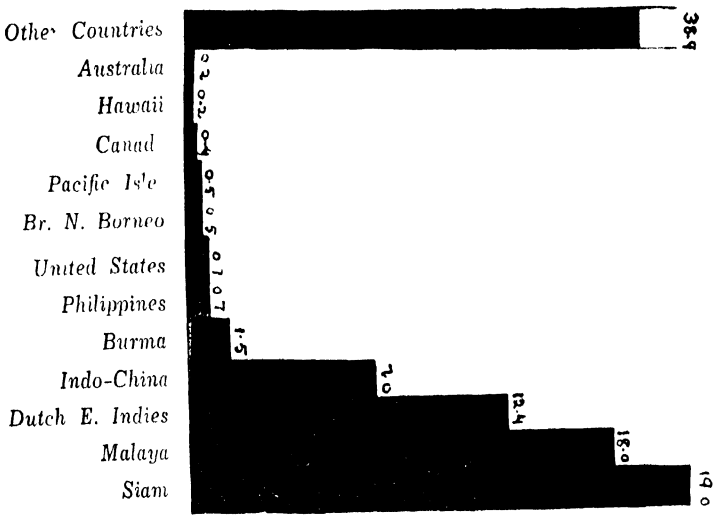 Other Countries 38.9
Australia 0.2
Hawaii 0.2
Canad 0.4
Pacific Isle 0.5
Br. N. Borneo 0.5
United States 0.7
Philippines 0.7
Burma 1.5
Indo-China
Dutch E. Indies 12.4
Malaya 18.0
Siam 19.0